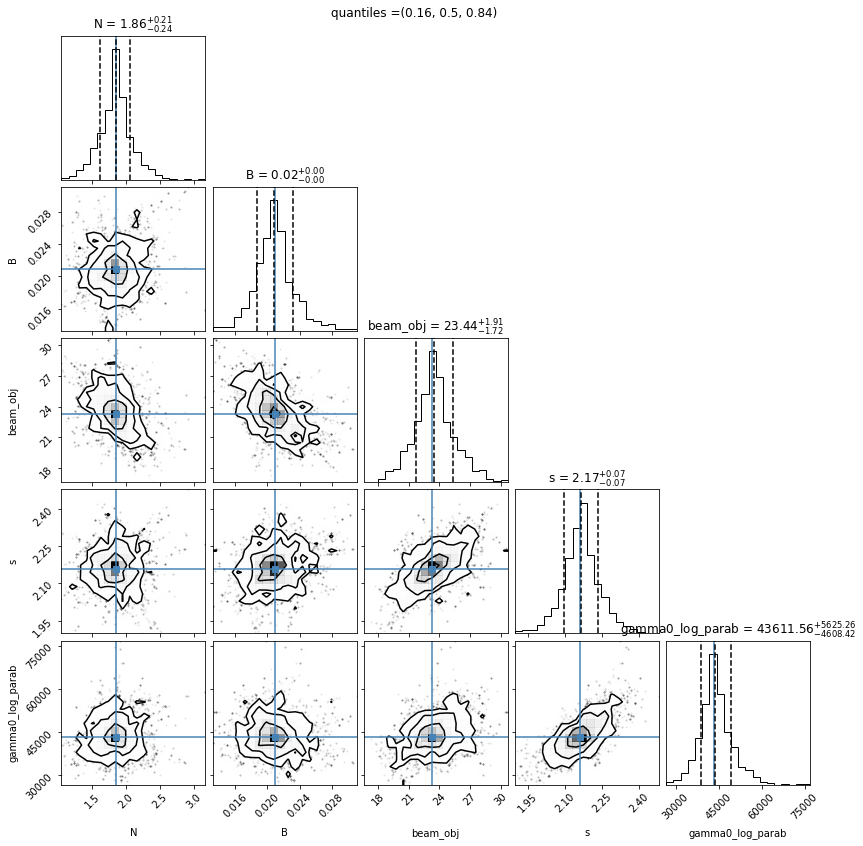 quantiles =(0.16, 0.5, 0.84)
N = 1.86+0.21−0.24
B = 0.02+0.00−0.00
0.028
0.024
0.020
0.016
B
beam_obj = 23.44+1.91−1.72
30
27
24
21
18
beam_obj
s = 2.17+0.07−0.07
2.40
2.25
2.10
1.95
s
gamma0_log_parab = 43611.56+5625.26−4608.42
75000
60000
45000
30000
gamma0_log_parab
1.5 2.0 2.5 3.0
0.016 0.020 0.024 0.028
18 21 24 27 30
1.95 2.10 2.25 2.40
30000 45000 60000 75000
N B beam_obj s gamma0_log_parab